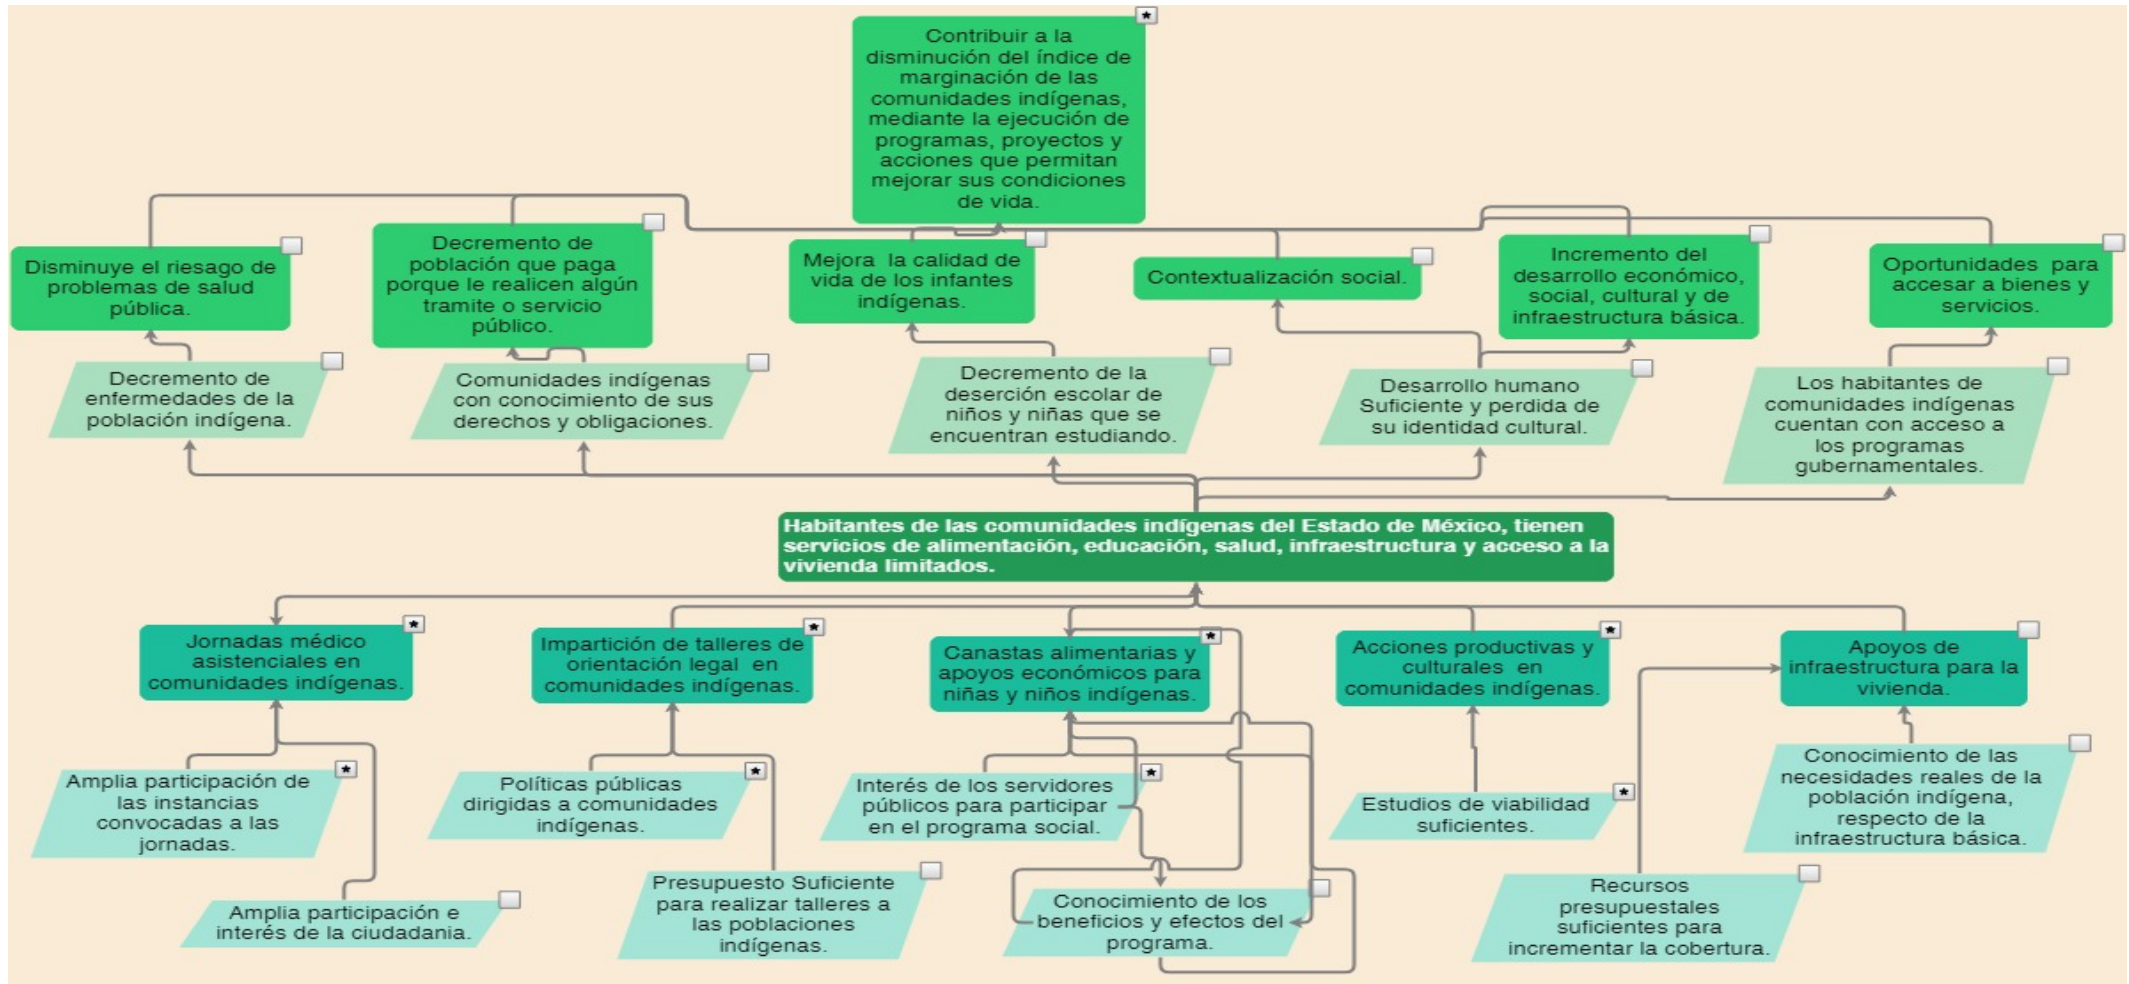 Contribuir a la
disminución del índice de
marginación de las
comunidades indígenas,
mediante la ejecución de
programas, proyectos y
acciones que permitan
mejorar sus condiciones
de vida.
Disminuye el riesago de
problemas de salud
pública.
Decremento de
población que paga
porque le realicen algún
tramite o servicio
público.
Mejora la calidad de
vida de los infantes
indígenas.
Contextualización social.
Incremento del
desarrollo económico,
social, cultural y de
infraestructura básica.
Oportunidades para
accesar a bienes y
servicios.
Decremento de
enfermedades de la
población indígena.
Comunidades indígenas
con conocimiento de sus
derechos y obligaciones.
Decremento de la
deserción escolar de
niños y niñas que se
encuentran estudiando.
Desarrollo humano
Suficiente y perdida de
su identidad cultural.
Los habitantes de
comunidades indígenas
cuentan con acceso a
los programas
gubernamentales.
Habitantes de las comunidades indígenas del Estado de México, tienen
servicios de alimentación, educación, salud, infraestructura y acceso a la
vivienda limitados.
Jornadas médico
asistenciales en
comunidades indígenas.
Impartición de talleres de
orientación legal en
comunidades indígenas.
Canastas alimentarias y
apoyos económicos para
niñas y niños indígenas.
Acciones productivas y
culturales en
comunidades indígenas.
Apoyos de
infraestructura para la
vivienda.
Amplia participación de
las instancias
convocadas a las
jornadas.
Políticas públicas
dirigidas a comunidades
indígenas.
Interés de los servidores
públicos para participar
en el programa social.
Estudios de viabilidad
suficientes.
Conocimiento de las
necesidades reales de la
población indígena,
respecto de la
infraestructura básica.
Amplia participación e
interés de la ciudadania.
Presupuesto Suficiente
para realizar talleres a
las poblaciones
indígenas.
Conocimiento de los
beneficios y efectos del
programa.
Recursos
presupuestales
suficientes para
incrementar la cobertura.